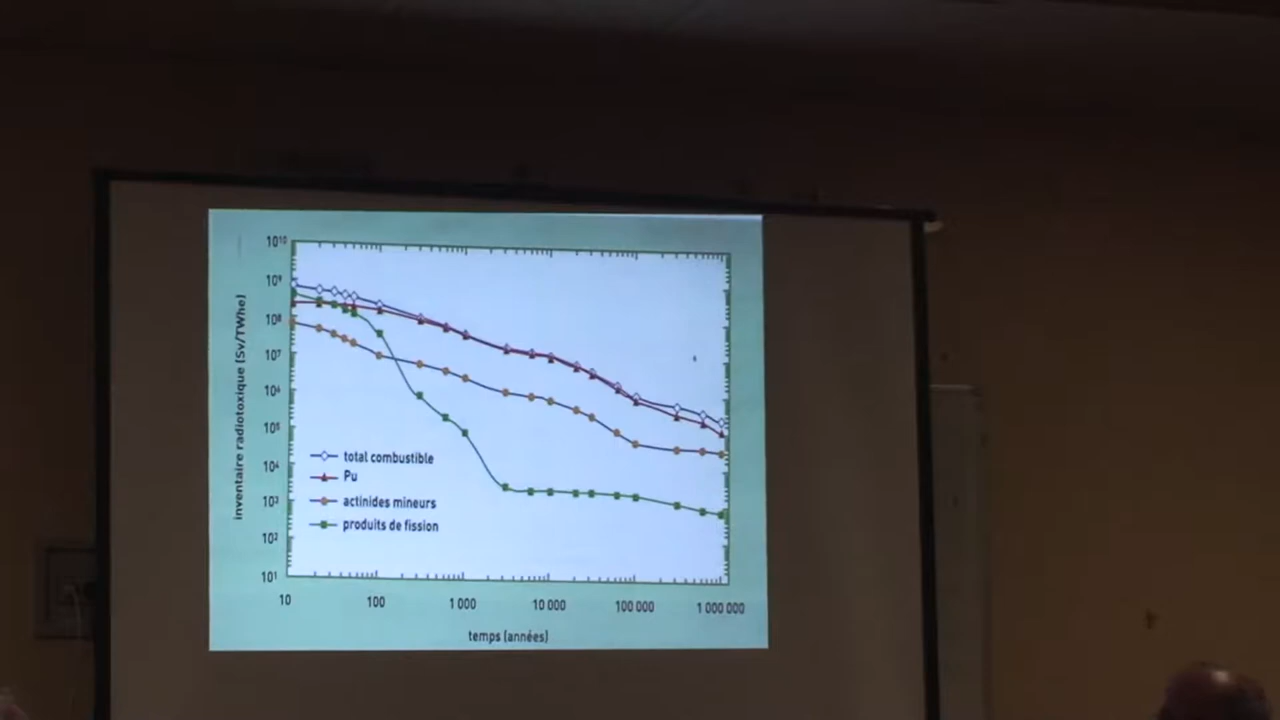 inventaire radiotoxique (Sv/TWhe)
10¹⁰
10⁹
10⁸
10⁷
10⁶
10⁵
10⁴
10³
10²
10¹
total combustible
Pu
actinides mineurs
produits de fission
10 100 1 000 10 000 100 000 1 000 000
temps (années)